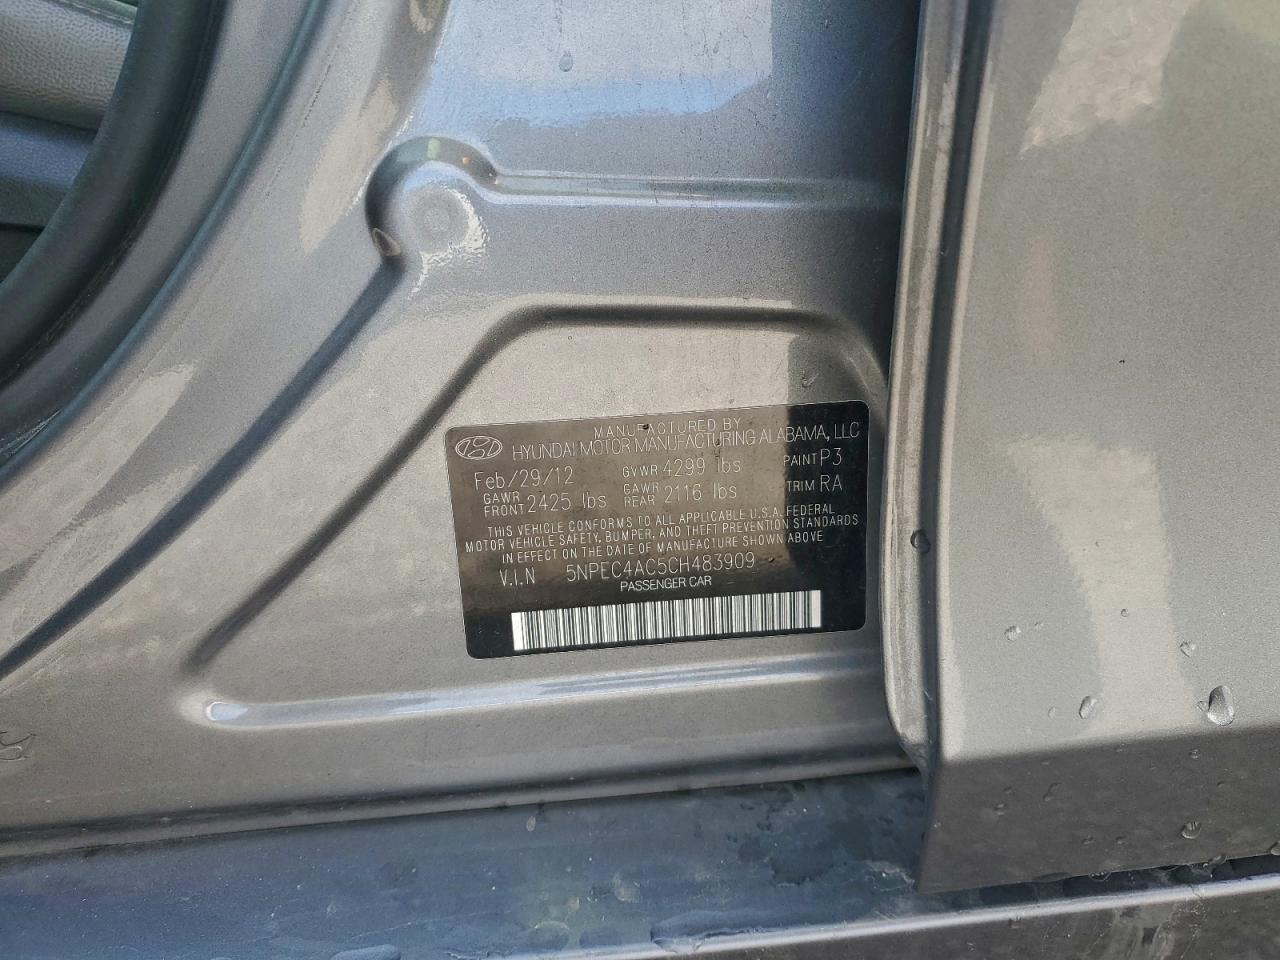 MANUFACTURED BY
HYUNDAI MOTOR MANUFACTURING ALABAMA, LLC
Feb/29/12 GVWR 4299 lbs PAINT P3
GAWR FRONT 2425 lbs GAWR REAR 2116 lbs TRIM RA
THIS VEHICLE CONFORMS TO ALL APPLICABLE U.S.A. FEDERAL
MOTOR VEHICLE SAFETY, BUMPER, AND THEFT PREVENTION STANDARDS
IN EFFECT ON THE DATE OF MANUFACTURE SHOWN ABOVE
V.I.N 5NPEC4AC5CH483909
PASSENGER CAR